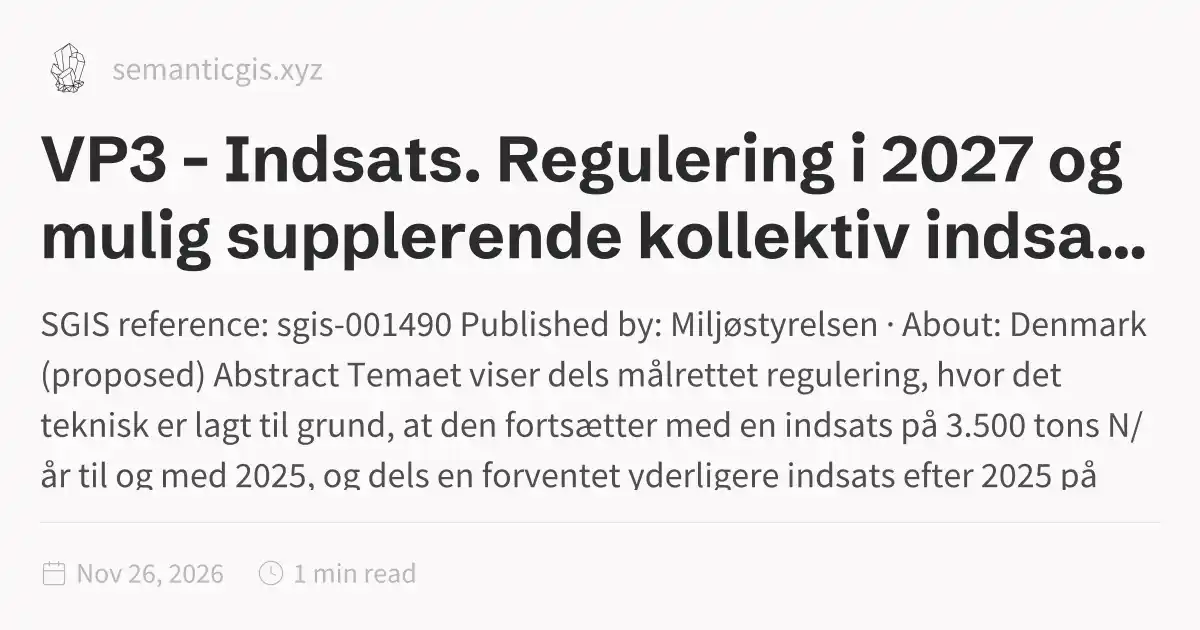 semanticgis.xyz
VP3 - Indsats. Regulering i 2027 og
mulig supplerende kollektiv indsa...
SGIS reference: sgis-001490 Published by: Miljøstyrelsen · About: Denmark
(proposed) Abstract Temaet viser dels målrettet regulering, hvor det
teknisk er lagt til grund, at den fortsætter med en indsats på 3.500 tons N/
år til og med 2025, og dels en forventet yderligere indsats efter 2025 på
Nov 26, 2026
1 min read